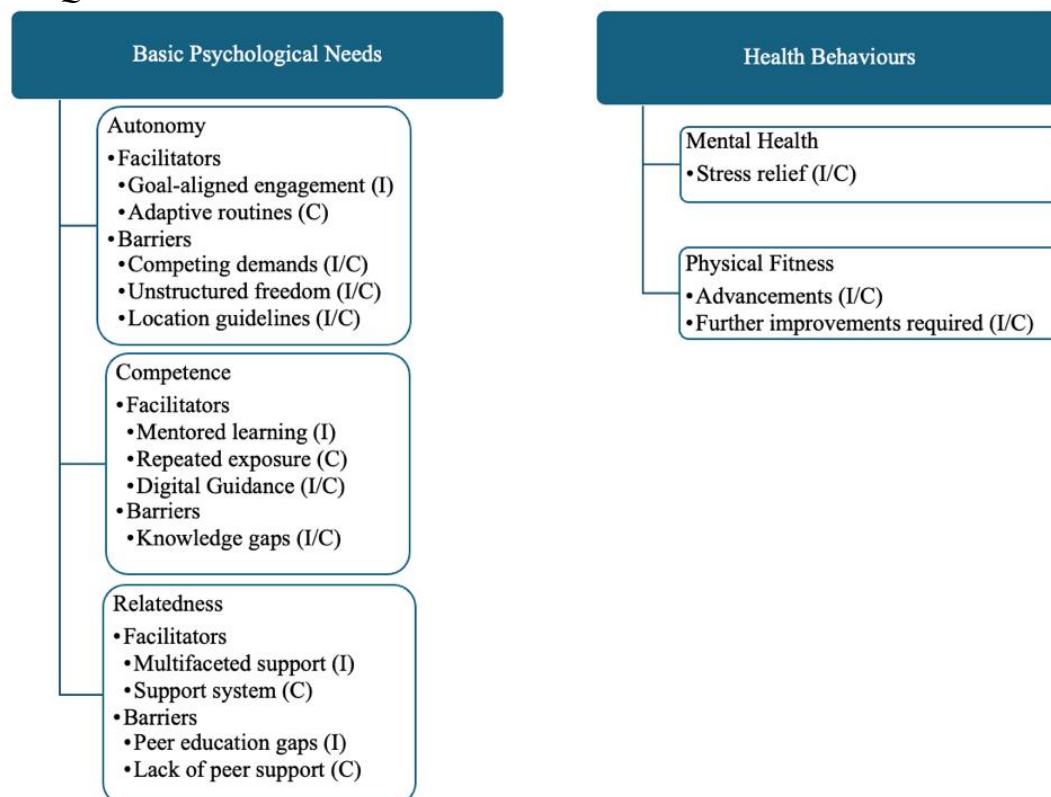 Basic Psychological Needs
Autonomy
•Facilitators
•Goal-aligned engagement (I)
•Adaptive routines (C)
•Barriers
•Competing demands (I/C)
•Unstructured freedom (I/C)
•Location guidelines (I/C)
Competence
•Facilitators
•Mentored learning (I)
•Repeated exposure (C)
•Digital Guidance (I/C)
•Barriers
•Knowledge gaps (I/C)
Relatedness
•Facilitators
•Multifaceted support (I)
•Support system (C)
•Barriers
•Peer education gaps (I)
•Lack of peer support (C)
Health Behaviours
Mental Health
•Stress relief (I/C)
Physical Fitness
•Advancements (I/C)
•Further improvements required (I/C)